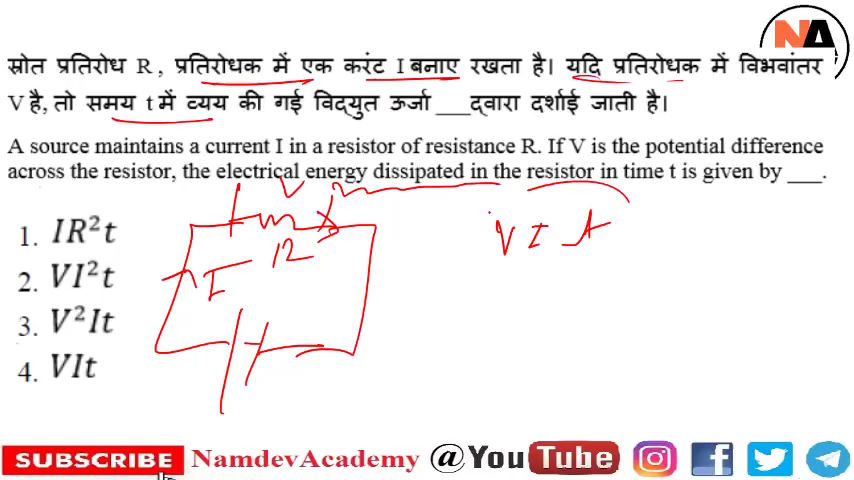 NA
स्रोत प्रतिरोध R , प्रतिरोधक में एक करंट I बनाए रखता है। यदि प्रतिरोधक में विभवांतर
V है, तो समय t में व्यय की गई विद्युत ऊर्जा ___द्वारा दर्शाई जाती है।
A source maintains a current I in a resistor of resistance R. If V is the potential difference
across the resistor, the electrical energy dissipated in the resistor in time t is given by ___.
V
1. IR²t
R
V I t
2. VI²t
I
3. V²It
4. VIt
SUBSCRIBE NamdevAcademy @YouTube